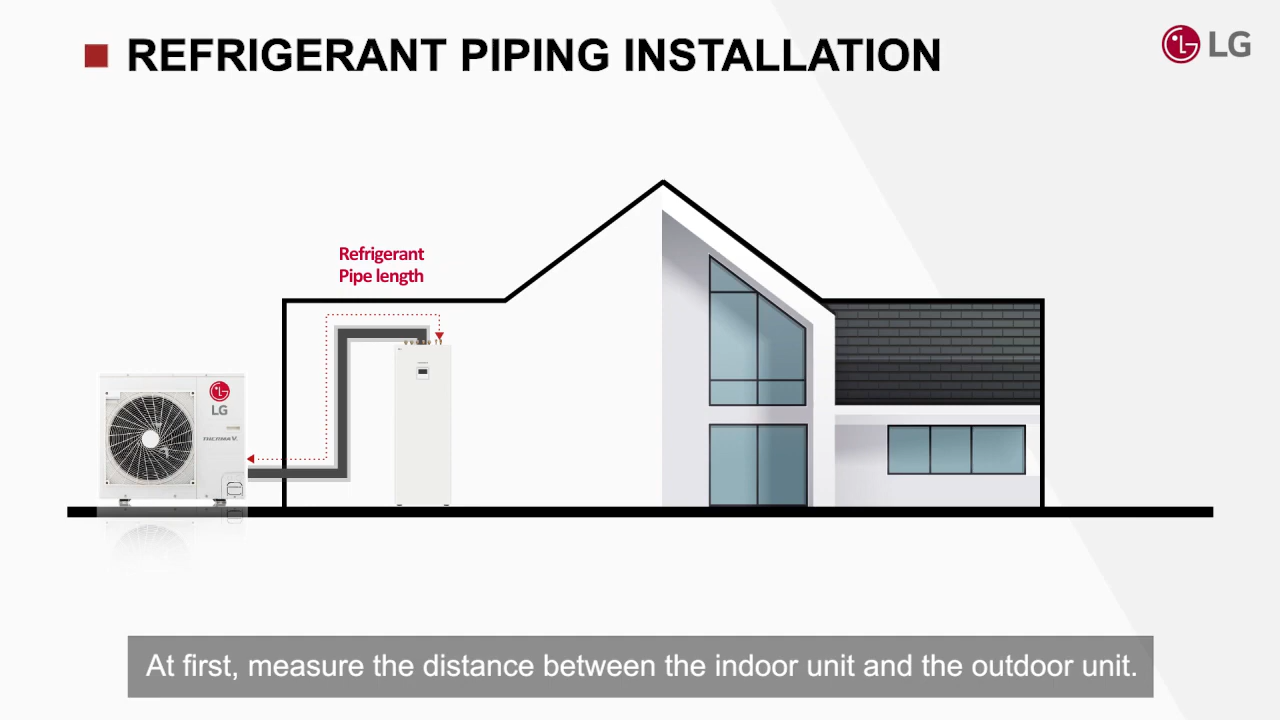 REFRIGERANT PIPING INSTALLATION
LG
Refrigerant
Pipe length
LG
THERMA V.
At first, measure the distance between the indoor unit and the outdoor unit.